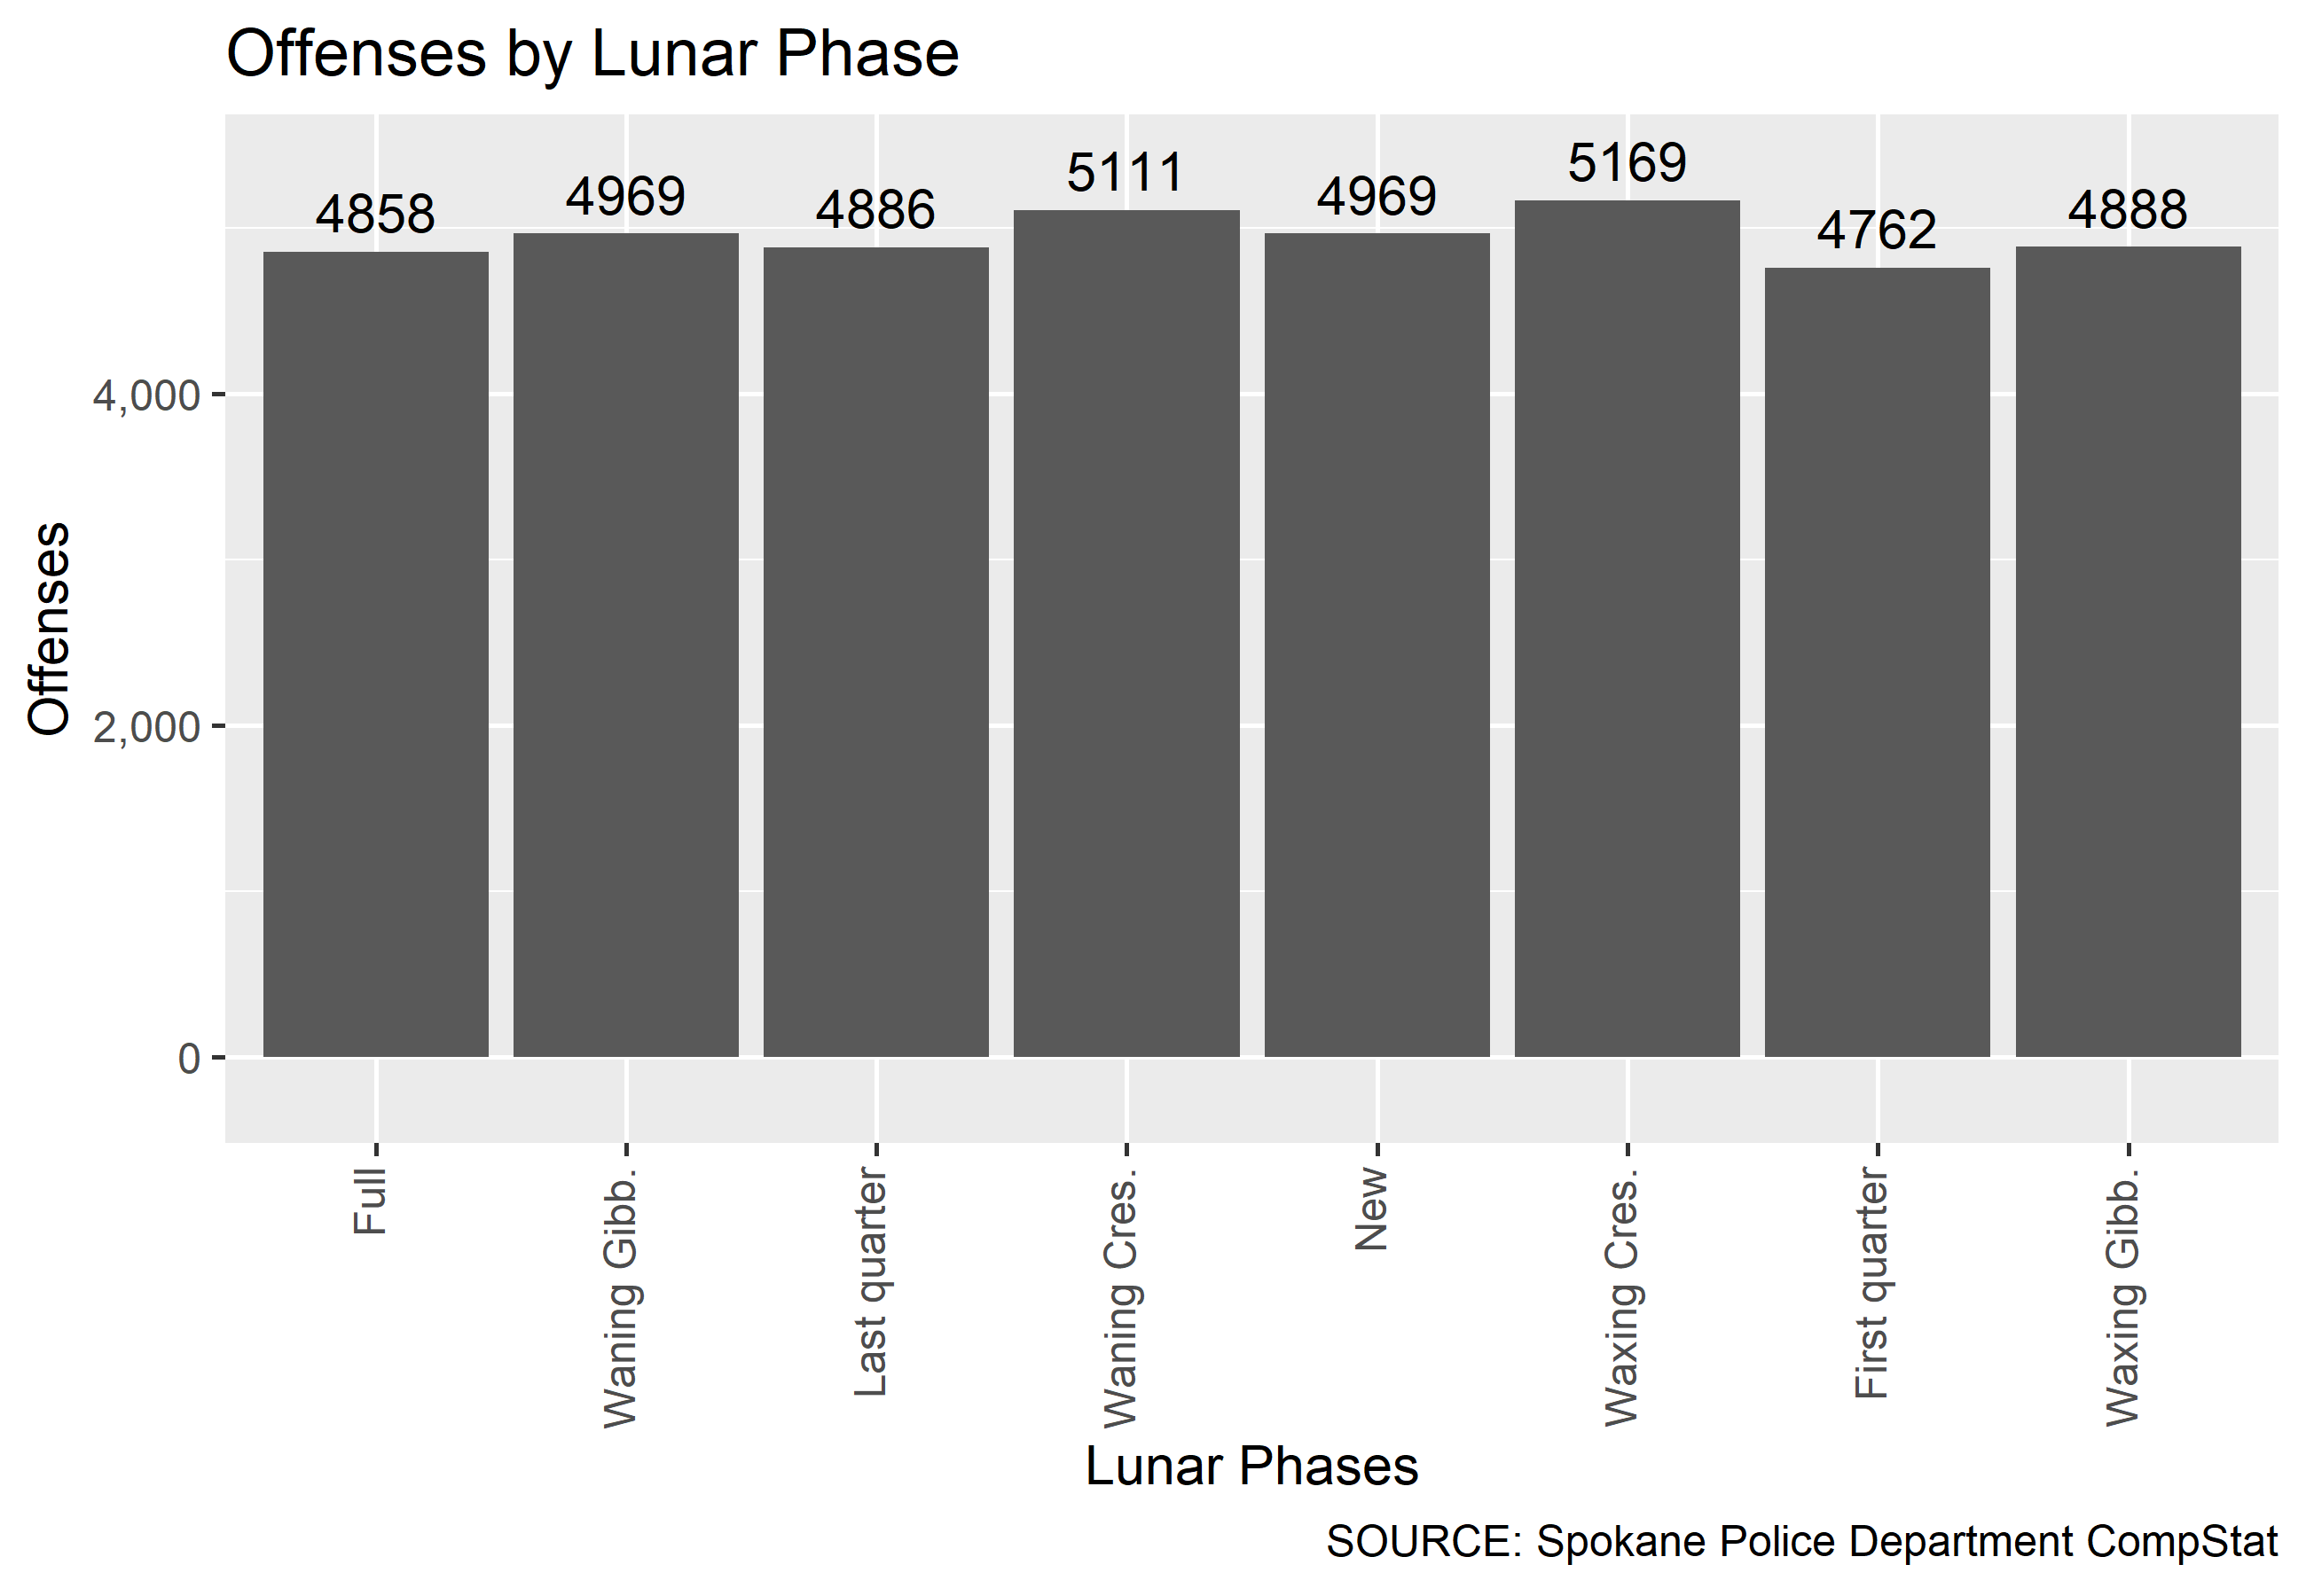 Offenses by Lunar Phase
4858
4969
4886
5111
4969
5169
4762
4888
Offenses
4,000
2,000
0
Full
Waning Gibb.
Last quarter
Waning Cres.
New
Waxing Cres.
First quarter
Waxing Gibb.
Lunar Phases
SOURCE: Spokane Police Department CompStat